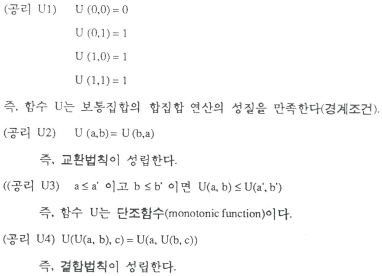 (공리 U1) U (0,0) = 0
U (0,1) = 1
U (1,0) = 1
U (1,1) = 1
즉, 함수 U는 보통집합의 합집합 연산의 성질을 만족한다(경계조건).
(공리 U2) U (a,b) = U (b,a)
즉, 교환법칙이 성립한다.
((공리 U3) a ≤ a' 이고 b ≤ b' 이면 U(a, b) ≤ U(a', b')
즉, 함수 U는 단조함수(monotonic function)이다.
(공리 U4) U(U(a, b), c) = U(a, U(b, c))
즉, 결합법칙이 성립한다.